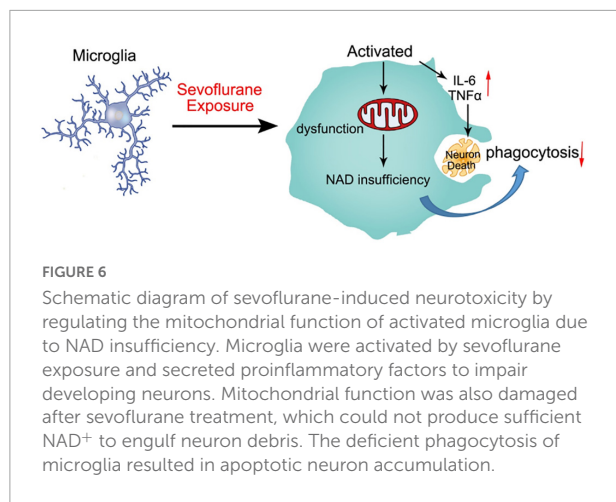 Microglia
Sevoflurane
Exposure
Activated
IL-6
TNFα
dysfunction
Neuron
Death
phagocytosis
NAD insufficiency
FIGURE 6
Schematic diagram of sevoflurane-induced neurotoxicity by
regulating the mitochondrial function of activated microglia due
to NAD insufficiency. Microglia were activated by sevoflurane
exposure and secreted proinflammatory factors to impair
developing neurons. Mitochondrial function was also damaged
after sevoflurane treatment, which could not produce sufficient
NAD⁺ to engulf neuron debris. The deficient phagocytosis of
microglia resulted in apoptotic neuron accumulation.